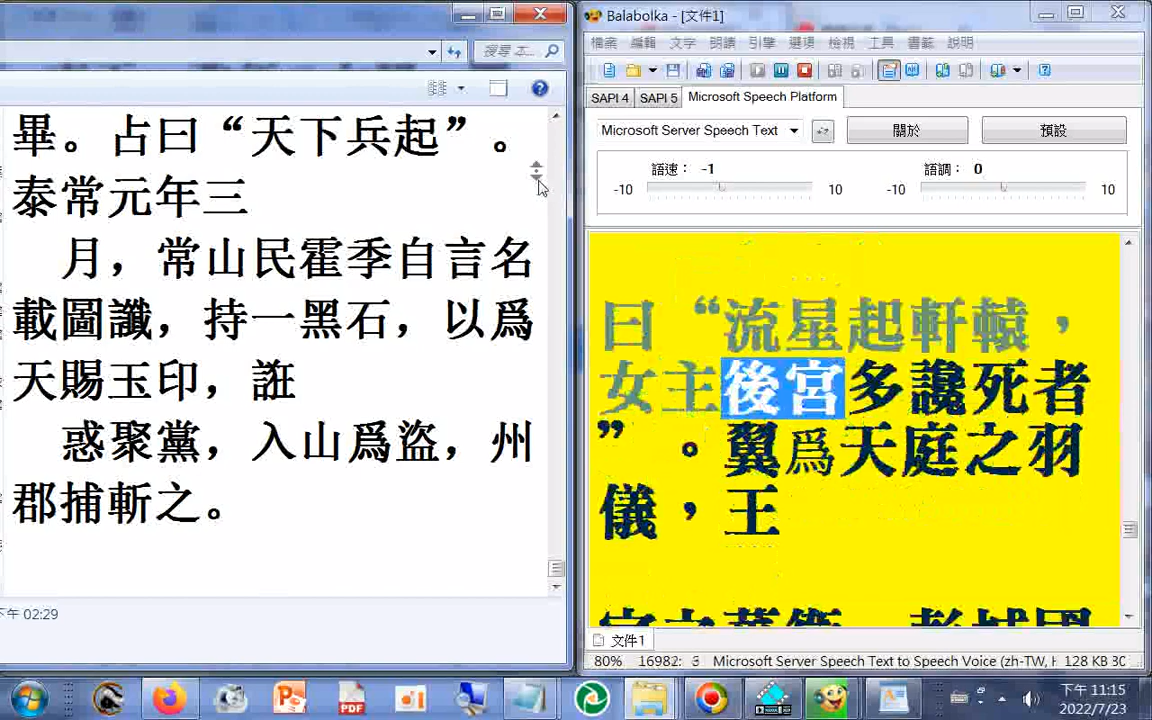 搜尋 本...
畢。占曰“天下兵起”。
泰常元年三
月，常山民霍季自言名
載圖讖，持一黑石，以爲
天賜玉印，誑
惑聚黨，入山爲盜，州
郡捕斬之。
下午 02:29
Balabolka - [文件1]
檔案 編輯 文字 朗讀 引擎 選項 檢視 工具 書籤 說明
SAPI 4 SAPI 5 Microsoft Speech Platform
Microsoft Server Speech Text
關於
預設
語速： -1
語調： 0
-10 10 -10 10
曰“流星起軒轅，
女主後宮多讒死者
”。翼爲天庭之羽
儀，王
文件1
80% 16982: 3 Microsoft Server Speech Text to Speech Voice (zh-TW, H 128 KB 3C
PDF
下午 11:15
2022/7/23